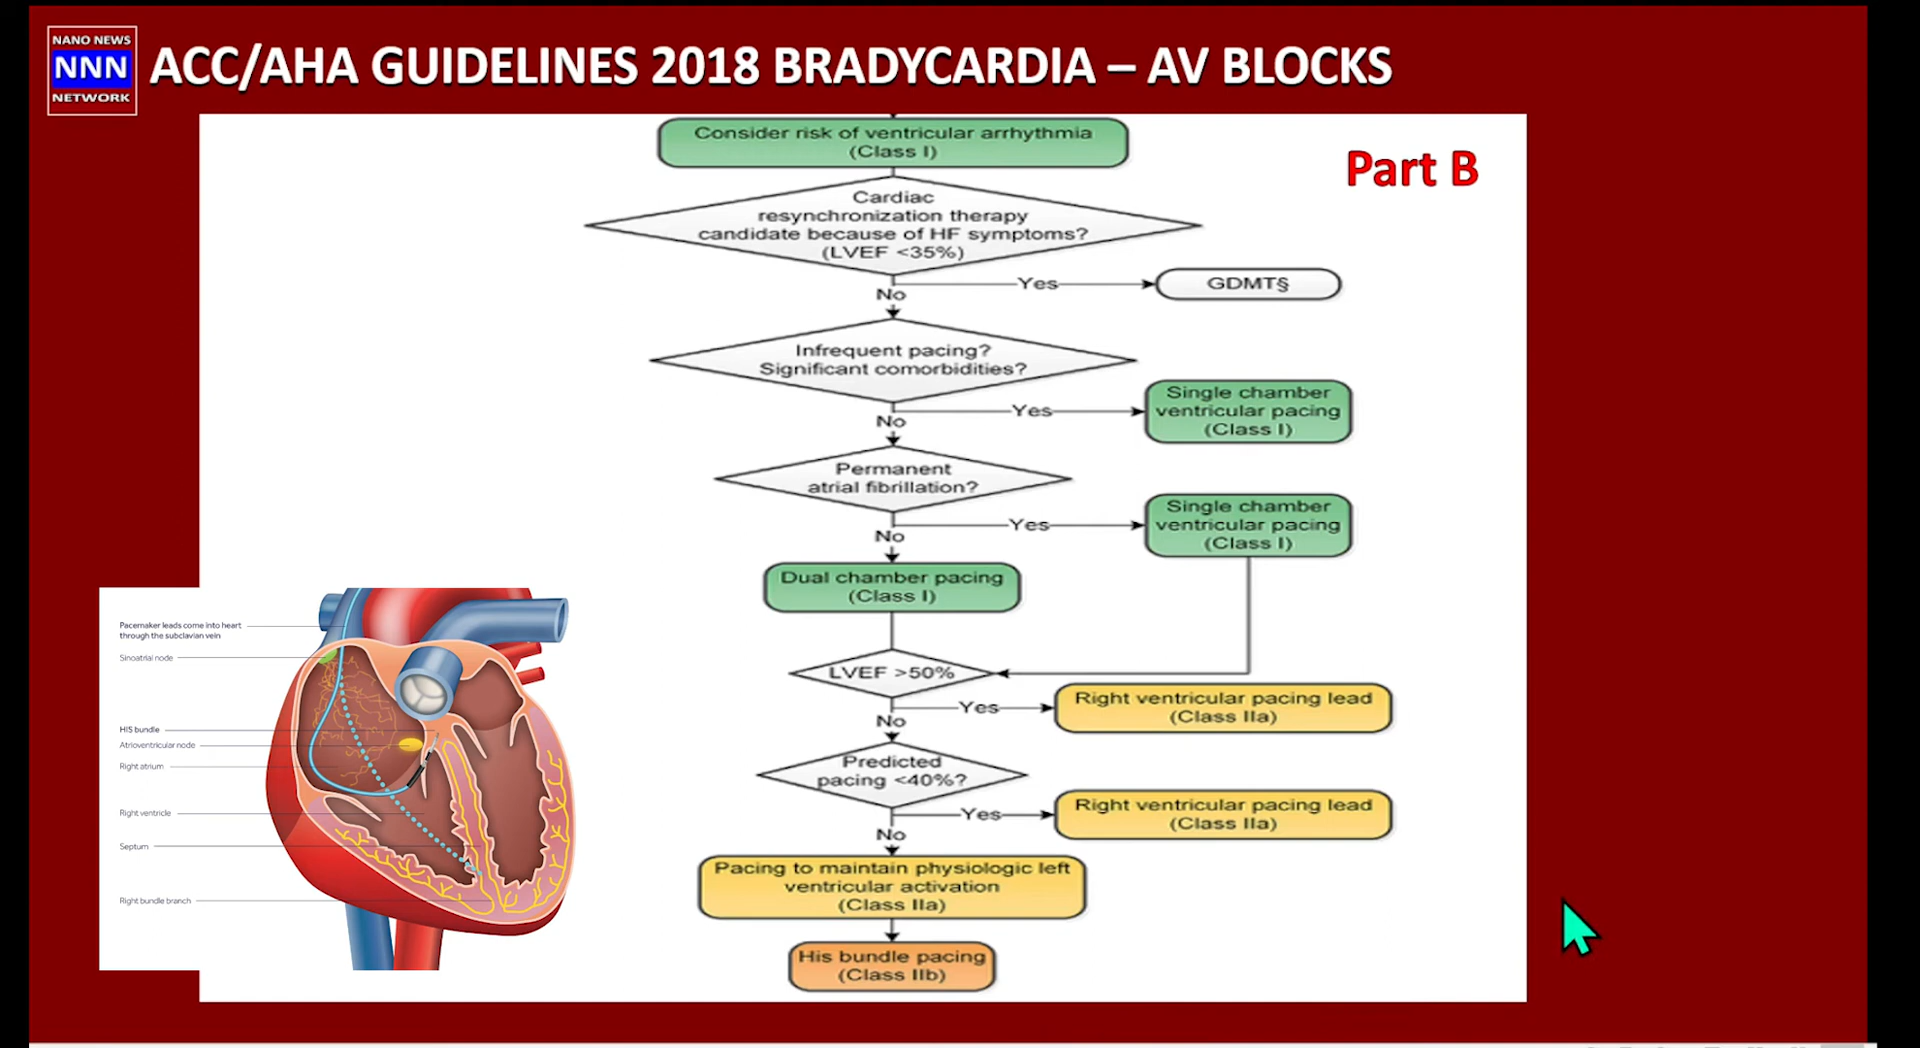 NANO NEWS
NNN
NETWORK
ACC/AHA GUIDELINES 2018 BRADYCARDIA – AV BLOCKS
Part B
Consider risk of ventricular arrhythmia
(Class I)
Cardiac
resynchronization therapy
candidate because of HF symptoms?
(LVEF <35%)
Yes
GDMT§
No
Infrequent pacing?
Significant comorbidities?
Yes
Single chamber
ventricular pacing
(Class I)
No
Permanent
atrial fibrillation?
Yes
Single chamber
ventricular pacing
(Class I)
No
Dual chamber pacing
(Class I)
LVEF >50%
Yes
Right ventricular pacing lead
(Class IIa)
No
Predicted
pacing <40%?
Yes
Right ventricular pacing lead
(Class IIa)
No
Pacing to maintain physiologic left
ventricular activation
(Class IIa)
His bundle pacing
(Class IIb)
Pacemaker leads come into heart
through the subclavian vein
Sinoatrial node
HIS bundle
Atrioventricular node
Right atrium
Right ventricle
Septum
Right bundle branch